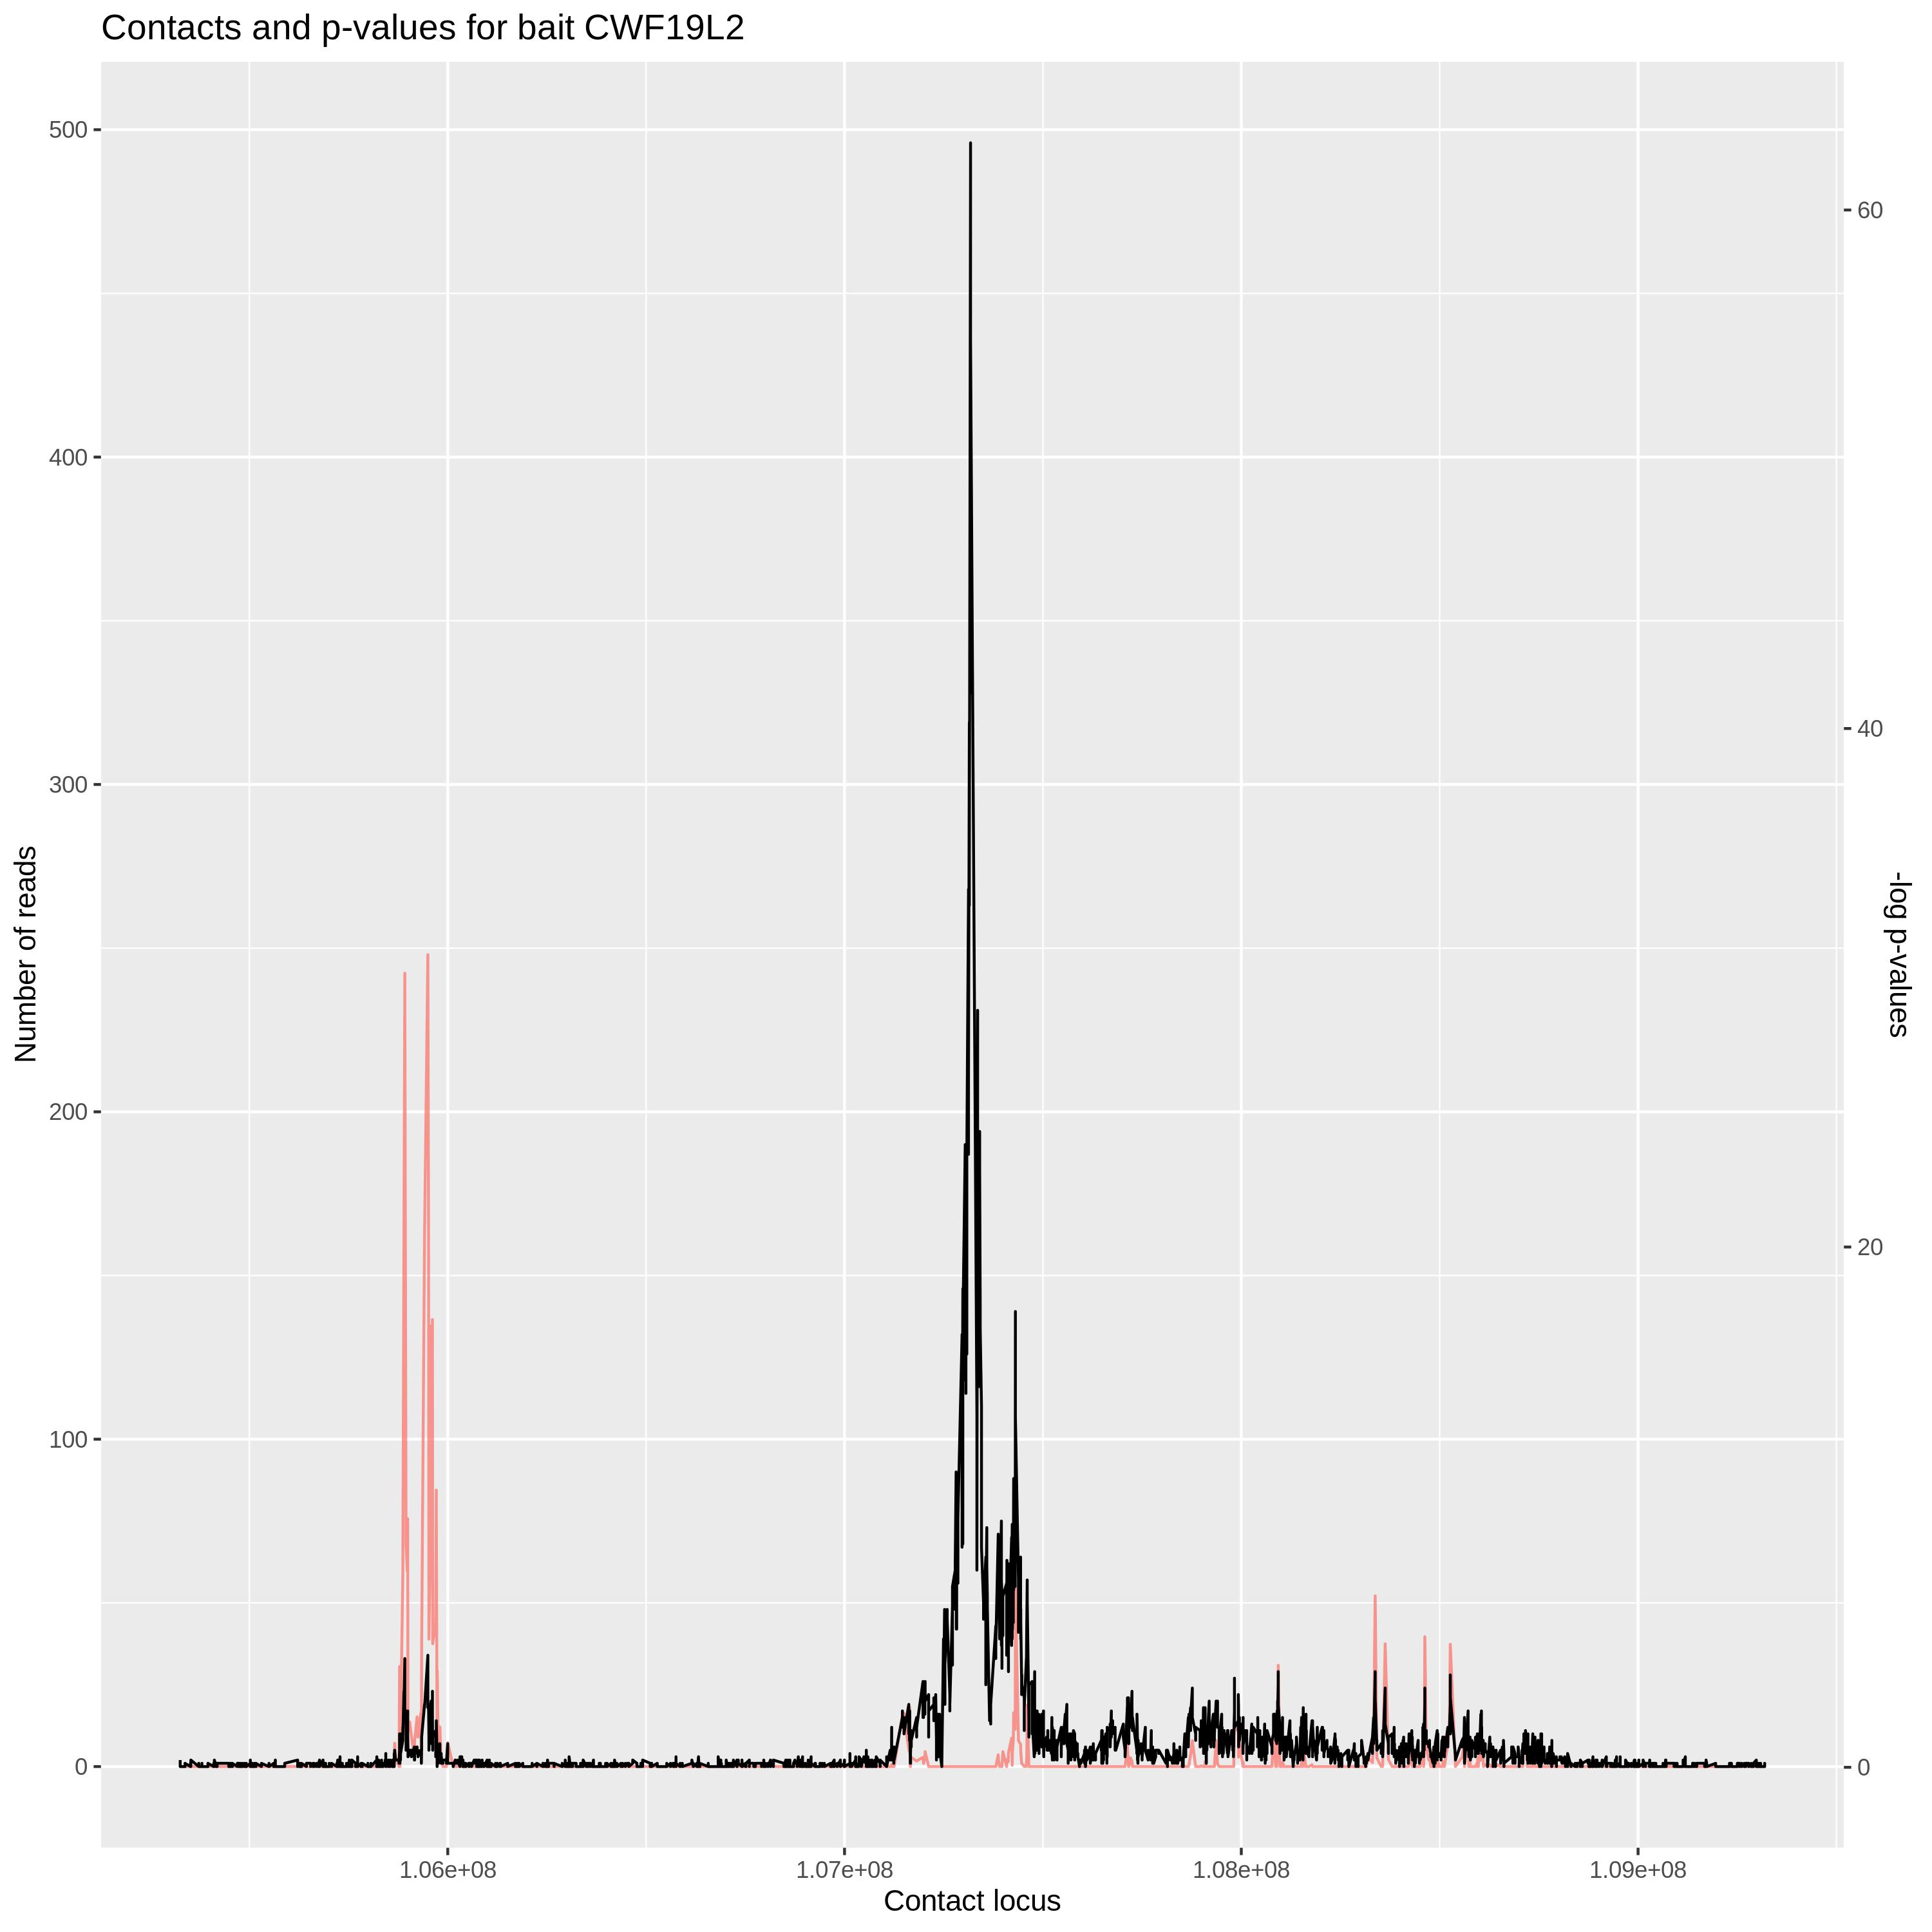 Contacts and p-values for bait CWF19L2
500
400
300
200
100
0
Number of reads
60
40
20
0
-log p-values
1.06e+08
1.07e+08
1.08e+08
1.09e+08
Contact locus